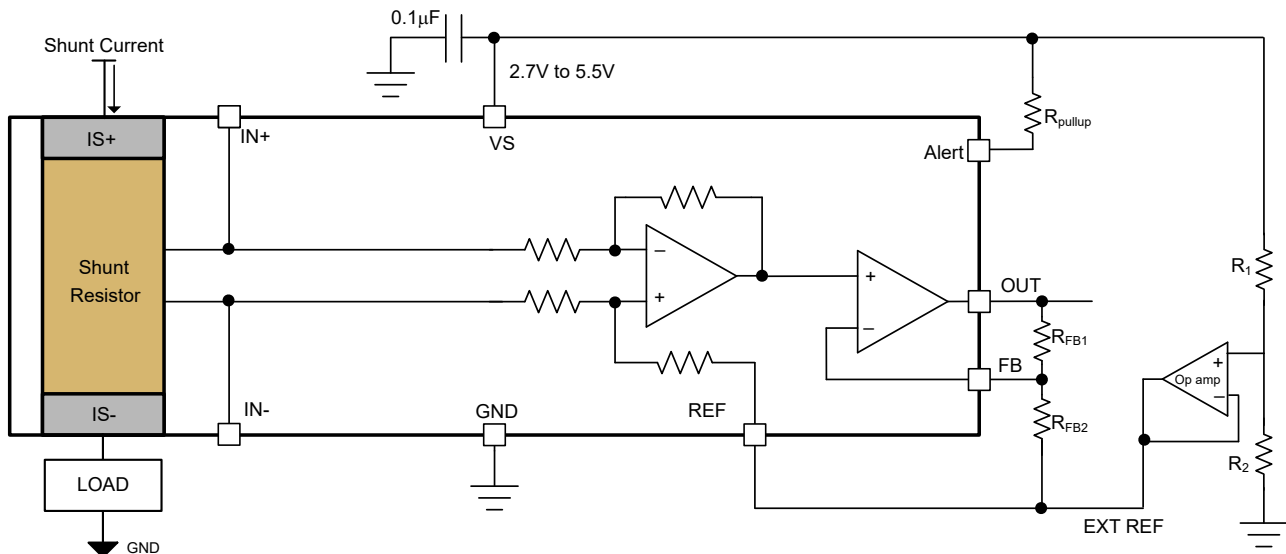 0.1µF
Shunt Current
2.7V to 5.5V
IS+
IN+
VS
Alert
Rpullup
Shunt
Resistor
−
+
+
−
OUT
RFB1
FB
R1
+
Op amp
−
IS-
IN-
GND
REF
RFB2
R2
LOAD
EXT REF
GND